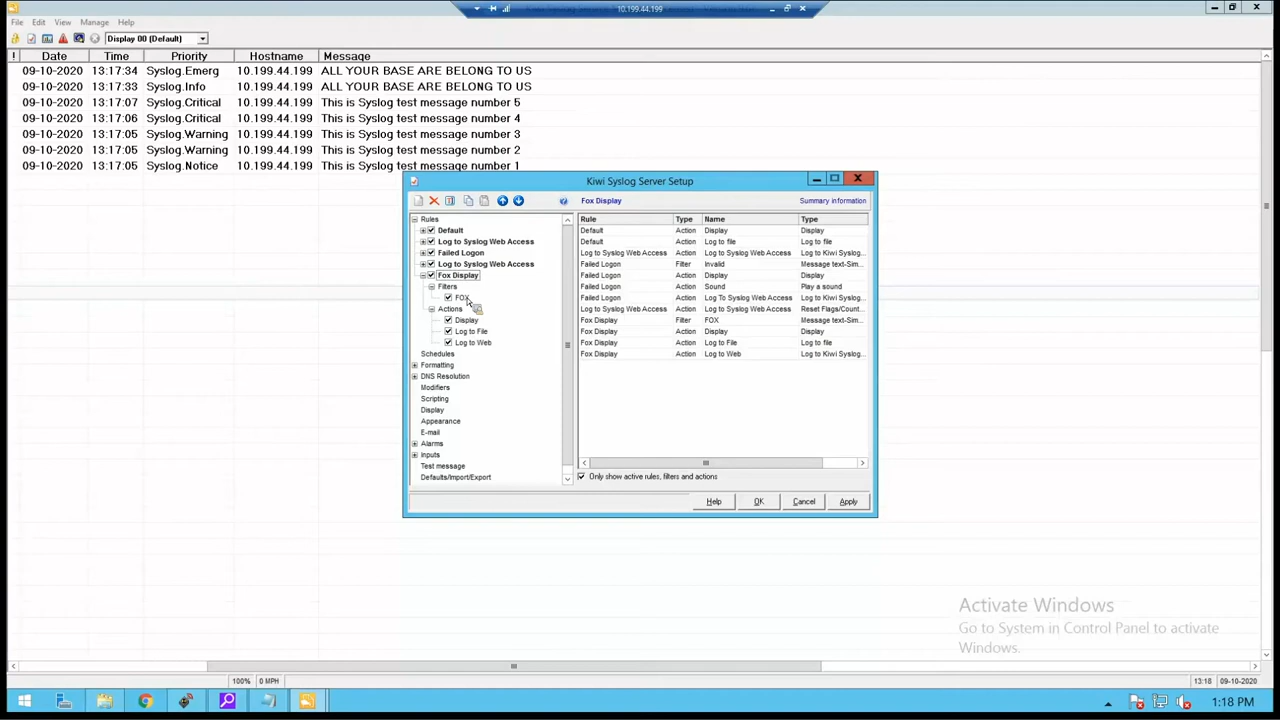 10.199.44.199
File Edit View Manage Help
Display 00 (Default)
! Date Time Priority Hostname Message
09-10-2020 13:17:34 Syslog.Emerg 10.199.44.199 ALL YOUR BASE ARE BELONG TO US
09-10-2020 13:17:33 Syslog.Info 10.199.44.199 ALL YOUR BASE ARE BELONG TO US
09-10-2020 13:17:07 Syslog.Critical 10.199.44.199 This is Syslog test message number 5
09-10-2020 13:17:06 Syslog.Critical 10.199.44.199 This is Syslog test message number 4
09-10-2020 13:17:05 Syslog.Warning 10.199.44.199 This is Syslog test message number 3
09-10-2020 13:17:05 Syslog.Warning 10.199.44.199 This is Syslog test message number 2
09-10-2020 13:17:05 Syslog.Notice 10.199.44.199 This is Syslog test message number 1
Kiwi Syslog Server Setup
Fox Display Summary information
Rules
Default
Log to Syslog Web Access
Failed Logon
Log to Syslog Web Access
Fox Display
Filters
FOX
Actions
Display
Log to File
Log to Web
Schedules
Formatting
DNS Resolution
Modifiers
Scripting
Display
Appearance
E-mail
Alarms
Inputs
Test message
Defaults/Import/Export
Rule Type Name Type
Default Action Display Display
Default Action Log to file Log to file
Log to Syslog Web Access Action Log to Syslog Web Access Log to Kiwi Syslog...
Failed Logon Filter Invalid Message text-Sim...
Failed Logon Action Display Display
Failed Logon Action Sound Play a sound
Failed Logon Action Log To Syslog Web Access Log to Kiwi Syslog...
Log to Syslog Web Access Action Log to Syslog Web Access Reset Flags/Count...
Fox Display Filter FOX Message text-Sim...
Fox Display Action Display Display
Fox Display Action Log to File Log to file
Fox Display Action Log to Web Log to Kiwi Syslog...
Only show active rules, filters and actions
Help OK Cancel Apply
Activate Windows
Go to System in Control Panel to activate
Windows.
100% 0 MPH 13:18 09-10-2020
1:18 PM